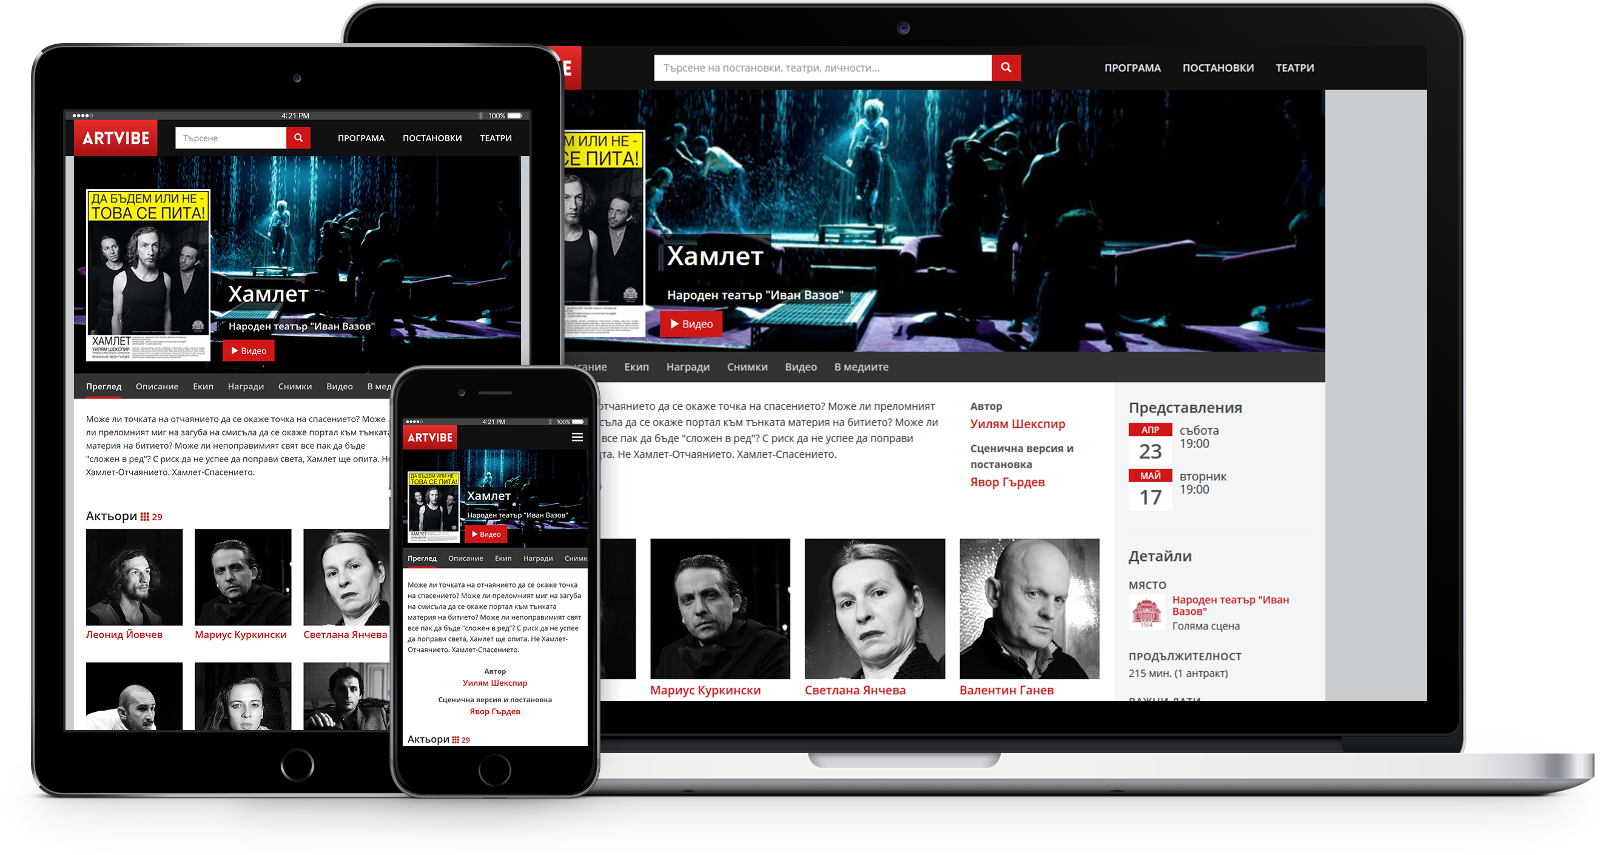 4:21 PM
100%
ARTVIBE
Търсене
ПРОГРАМА
ПОСТАНОВКИ
ТЕАТРИ
ДА БЪДЕМ ИЛИ НЕ -
ТОВА СЕ ПИТА!
ХАМЛЕТ
УИЛЯМ ШЕКСПИР
Хамлет
Народен театър "Иван Вазов"
Видео
Преглед
Описание
Екип
Награди
Снимки
Видео
В мед
Може ли точката на отчаянието да се окаже точка на спасението? Може
ли преломният миг на загуба на смисъла да се окаже портал към тънката
материя на битието? Може ли непоправимият свят все пак да бъде
"сложен в ред"? С риск да не успее да поправи света, Хамлет ще опита. Не
Хамлет-Отчаянието. Хамлет-Спасението.
Актьори 29
Леонид Йовчев
Мариус Куркински
Светлана Янчева
4:21 PM
100%
ARTVIBE
ДА БЪДЕМ ИЛИ НЕ -
ТОВА СЕ ПИТА!
ХАМЛЕТ
Хамлет
Народен театър "Иван Вазов"
Видео
Преглед
Описание
Екип
Награди
Снимк
Може ли точката на отчаянието да се окаже точка
на спасението? Може ли преломният миг на загуба
на смисъла да се окаже портал към тънката
материя на битието? Може ли непоправимият свят
все пак да бъде "сложен в ред"? С риск да не успее
да поправи света, Хамлет ще опита. Не Хамлет-
Отчаянието. Хамлет-Спасението.
Автор
Уилям Шекспир
Сценична версия и постановка
Явор Гърдев
Актьори 29
E
Търсене на постановки, театри, личности...
ПРОГРАМА
ПОСТАНОВКИ
ТЕАТРИ
М ИЛИ НЕ -
СЕ ПИТА!
Хамлет
Народен театър "Иван Вазов"
Видео
исание
Екип
Награди
Снимки
Видео
В медиите
отчаянието да се окаже точка на спасението? Може ли преломният
исъла да се окаже портал към тънката материя на битието? Може ли
все пак да бъде "сложен в ред"? С риск да не успее да поправи
та. Не Хамлет-Отчаянието. Хамлет-Спасението.
Автор
Уилям Шекспир
Сценична версия и
постановка
Явор Гърдев
Представления
АПР
23
събота
19:00
МАЙ
17
вторник
19:00
Детайли
МЯСТО
Народен театър "Иван
Вазов"
Голяма сцена
1904
ПРОДЪЛЖИТЕЛНОСТ
215 мин. (1 антракт)
ВАЖНИ ДАТИ
Мариус Куркински
Светлана Янчева
Валентин Ганев